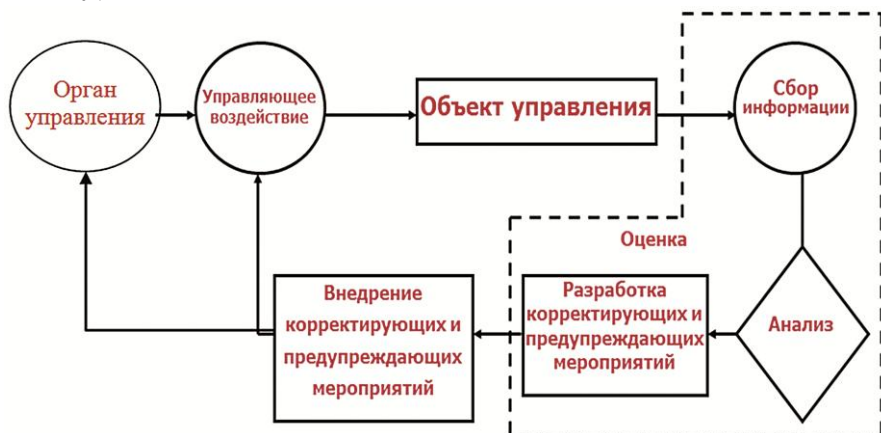 Орган
управления
Управляющее
воздействие
Объект управления
Сбор
информации
Оценка
Внедрение
корректирующих и
предупреждающих
мероприятий
Разработка
корректирующих и
предупреждающих
мероприятий
Анализ